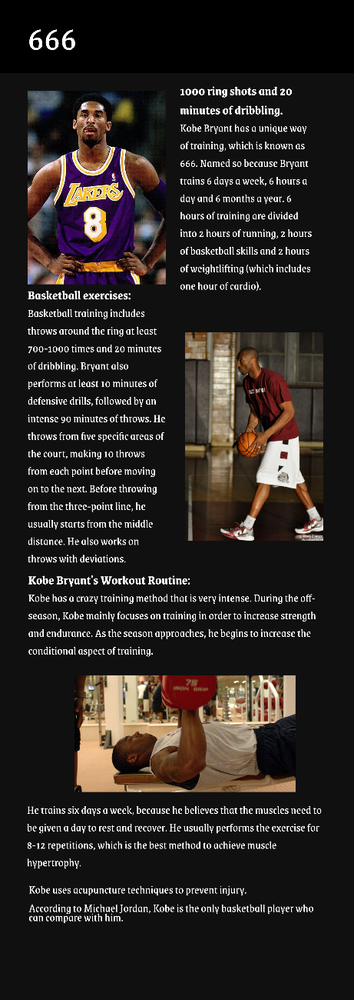 666
1000 ring shots and 20
minutes of dribbling.
Kobe Bryant has a unique way
of training, which is known as
666. Named so because Bryant
trains 6 days a week, 6 hours a
day and 6 months a year. 6
hours of training are divided
into 2 hours of running, 2 hours
of basketball skills and 2 hours
of weightlifting (which includes
one hour of cardio).
LAKERS
8
Basketball exercises:
Basketball training includes
throws around the ring at least
700-1000 times and 20 minutes
of dribbling. Bryant also
performs at least 10 minutes of
defensive drills, followed by an
intense 90 minutes of throws. He
throws from five specific areas of
the court, making 10 throws
from each point before moving
on to the next. Before throwing
from the three-point line, he
usually starts from the middle
distance. He also works on
throws with deviations.
Kobe Bryant's Workout Routine:
Kobe has a crazy training method that is very intense. During the off-
season, Kobe mainly focuses on training in order to increase strength
and endurance. As the season approaches, he begins to increase the
conditional aspect of training.
75
IRON GRIP
He trains six days a week, because he believes that the muscles need to
be given a day to rest and recover. He usually performs the exercise for
8-12 repetitions, which is the best method to achieve muscle
hypertrophy.
Kobe uses acupuncture techniques to prevent injury.
According to Michael Jordan, Kobe is the only basketball player who
can compare with him.